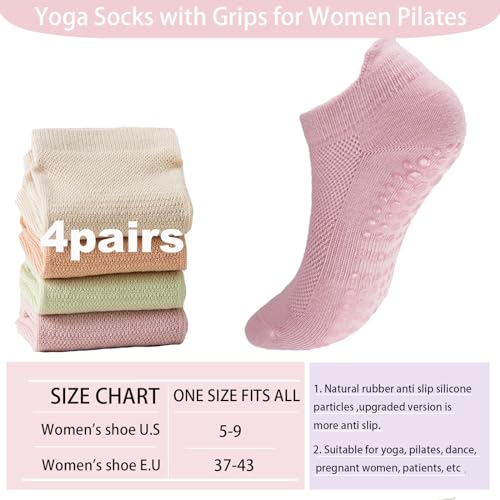 Yoga Socks with Grips for Women Pilates
4pairs
SIZE CHART
ONE SIZE FITS ALL
Women's shoe U.S
5-9
Women's shoe E.U
37-43
1. Natural rubber anti slip silicone
particles ,upgraded version is
more anti slip.
2. Suitable for yoga, pilates, dance,
pregnant women, patients, etc